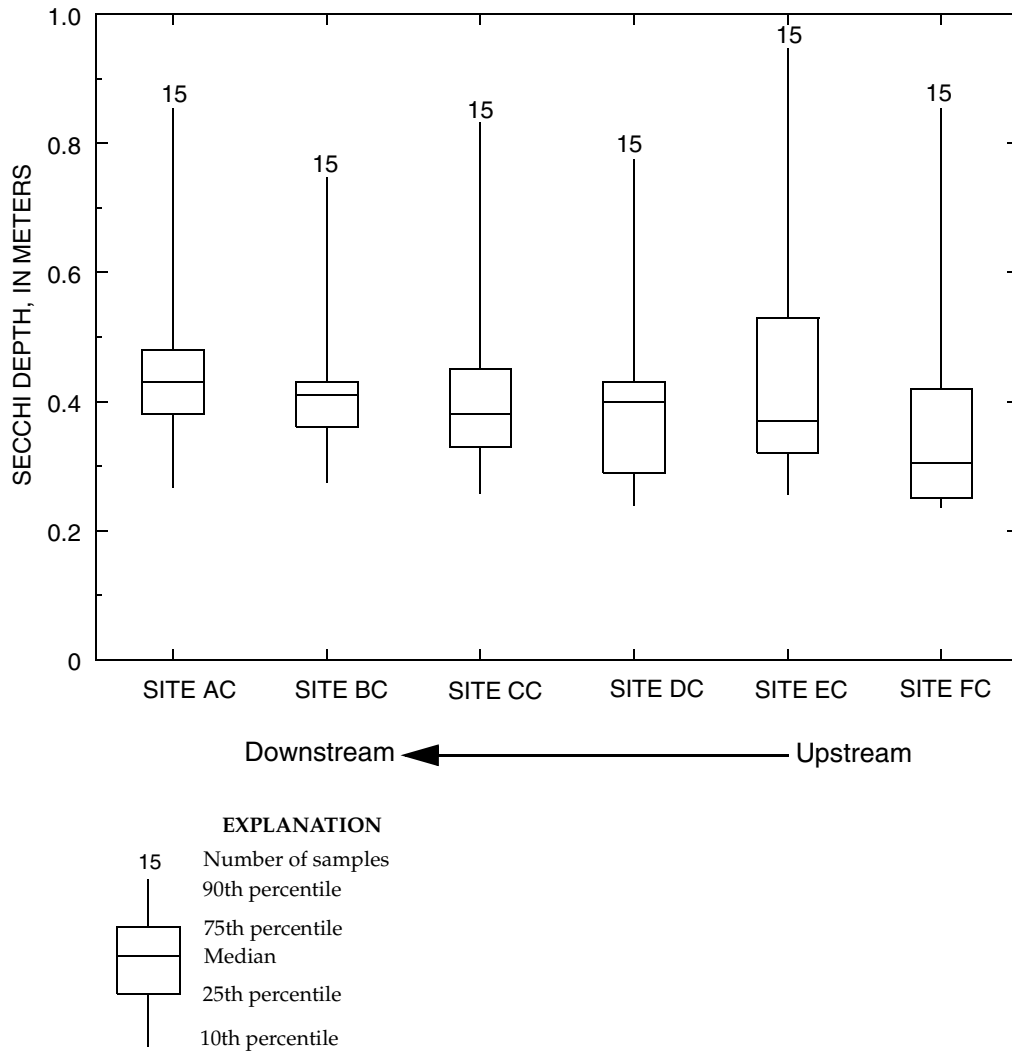 1.0
0.8
0.6
0.4
0.2
0
SECCHI DEPTH, IN METERS
15
15
15
15
15
15
SITE AC
SITE BC
SITE CC
SITE DC
SITE EC
SITE FC
Downstream
Upstream
EXPLANATION
15
Number of samples
90th percentile
75th percentile
Median
25th percentile
10th percentile